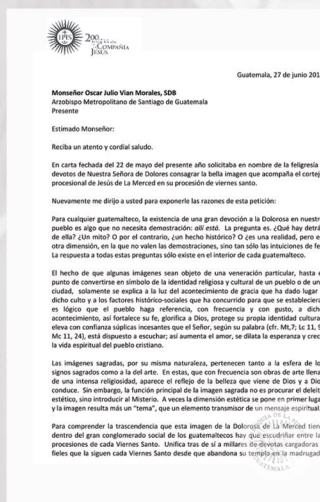 IHS
200
COMPAÑÍA
JESÚS
Guatemala, 27 de junio 201
Monseñor Oscar Julio Vian Morales, SDB
Arzobispo Metropolitano de Santiago de Guatemala
Presente
Estimado Monseñor:
Reciba un atento y cordial saludo.
En carta fechada del 22 de mayo del presente año solicitaba en nombre de la feligresía
devotos de Nuestra Señora de Dolores consagrar la bella imagen que acompaña el cortej
procesional de Jesús de La Merced en su procesión de viernes santo.
Nuevamente me dirijo a usted para exponerle las razones de esta petición:
Para cualquier guatemalteco, la existencia de una gran devoción a la Dolorosa en nuestr
pueblo es algo que no necesita demostración: allí está. La pregunta es. ¿Qué hay detrá
de ella? ¿Un mito? O por el contrario, ¿un hecho histórico? O ¿es una realidad, pero e
otra dimensión, en la que no valen las demostraciones, sino tan sólo las intuiciones de fe
La respuesta a todas estas preguntas sólo existe en el interior de cada guatemalteco.
El hecho de que algunas imágenes sean objeto de una veneración particular, hasta e
punto de convertirse en símbolo de la identidad religiosa y cultural de un pueblo o de un
ciudad, solamente se explica a la luz del acontecimiento de gracia que ha dado lugar
dicho culto y a los factores histórico-sociales que ha concurrido para que se estableciera
es lógico que el pueblo haga referencia, con frecuencia y con gusto, a dich
acontecimiento, así fortalece su fe, glorifica a Dios, protege su propia identidad cultura
eleva con confianza súplicas incesantes que el Señor, según su palabra (cfr. Mt,7; Lc 11, 9
Mc 11, 24), está dispuesto a escuchar; así aumenta el amor, se dilata la esperanza y crec
la vida espiritual del pueblo cristiano.
Las imágenes sagradas, por su misma naturaleza, pertenecen tanto a la esfera de lo
signos sagrados como a la del arte. En estas, que con frecuencia son obras de arte llena
de una intensa religiosidad, aparece el reflejo de la belleza que viene de Dios y a Dio
conduce. Sin embargo, la función principal de la imagen sagrada no es procurar el deleit
estético, sino introducir al Misterio. A veces la dimensión estética se pone en primer luga
y la imagen resulta más un "tema", que un elemento transmisor de un mensaje espiritual
Para comprender la trascendencia que esta imagen de la Dolorosa de La Merced tien
dentro del gran conglomerado social de los guatemaltecos hay que escudriñar entre la
procesiones de cada Viernes Santo. Unifica tras de sí a millares de devotas cargadoras
fieles que la siguen cada Viernes Santo desde que abandona su templo en la madrugad